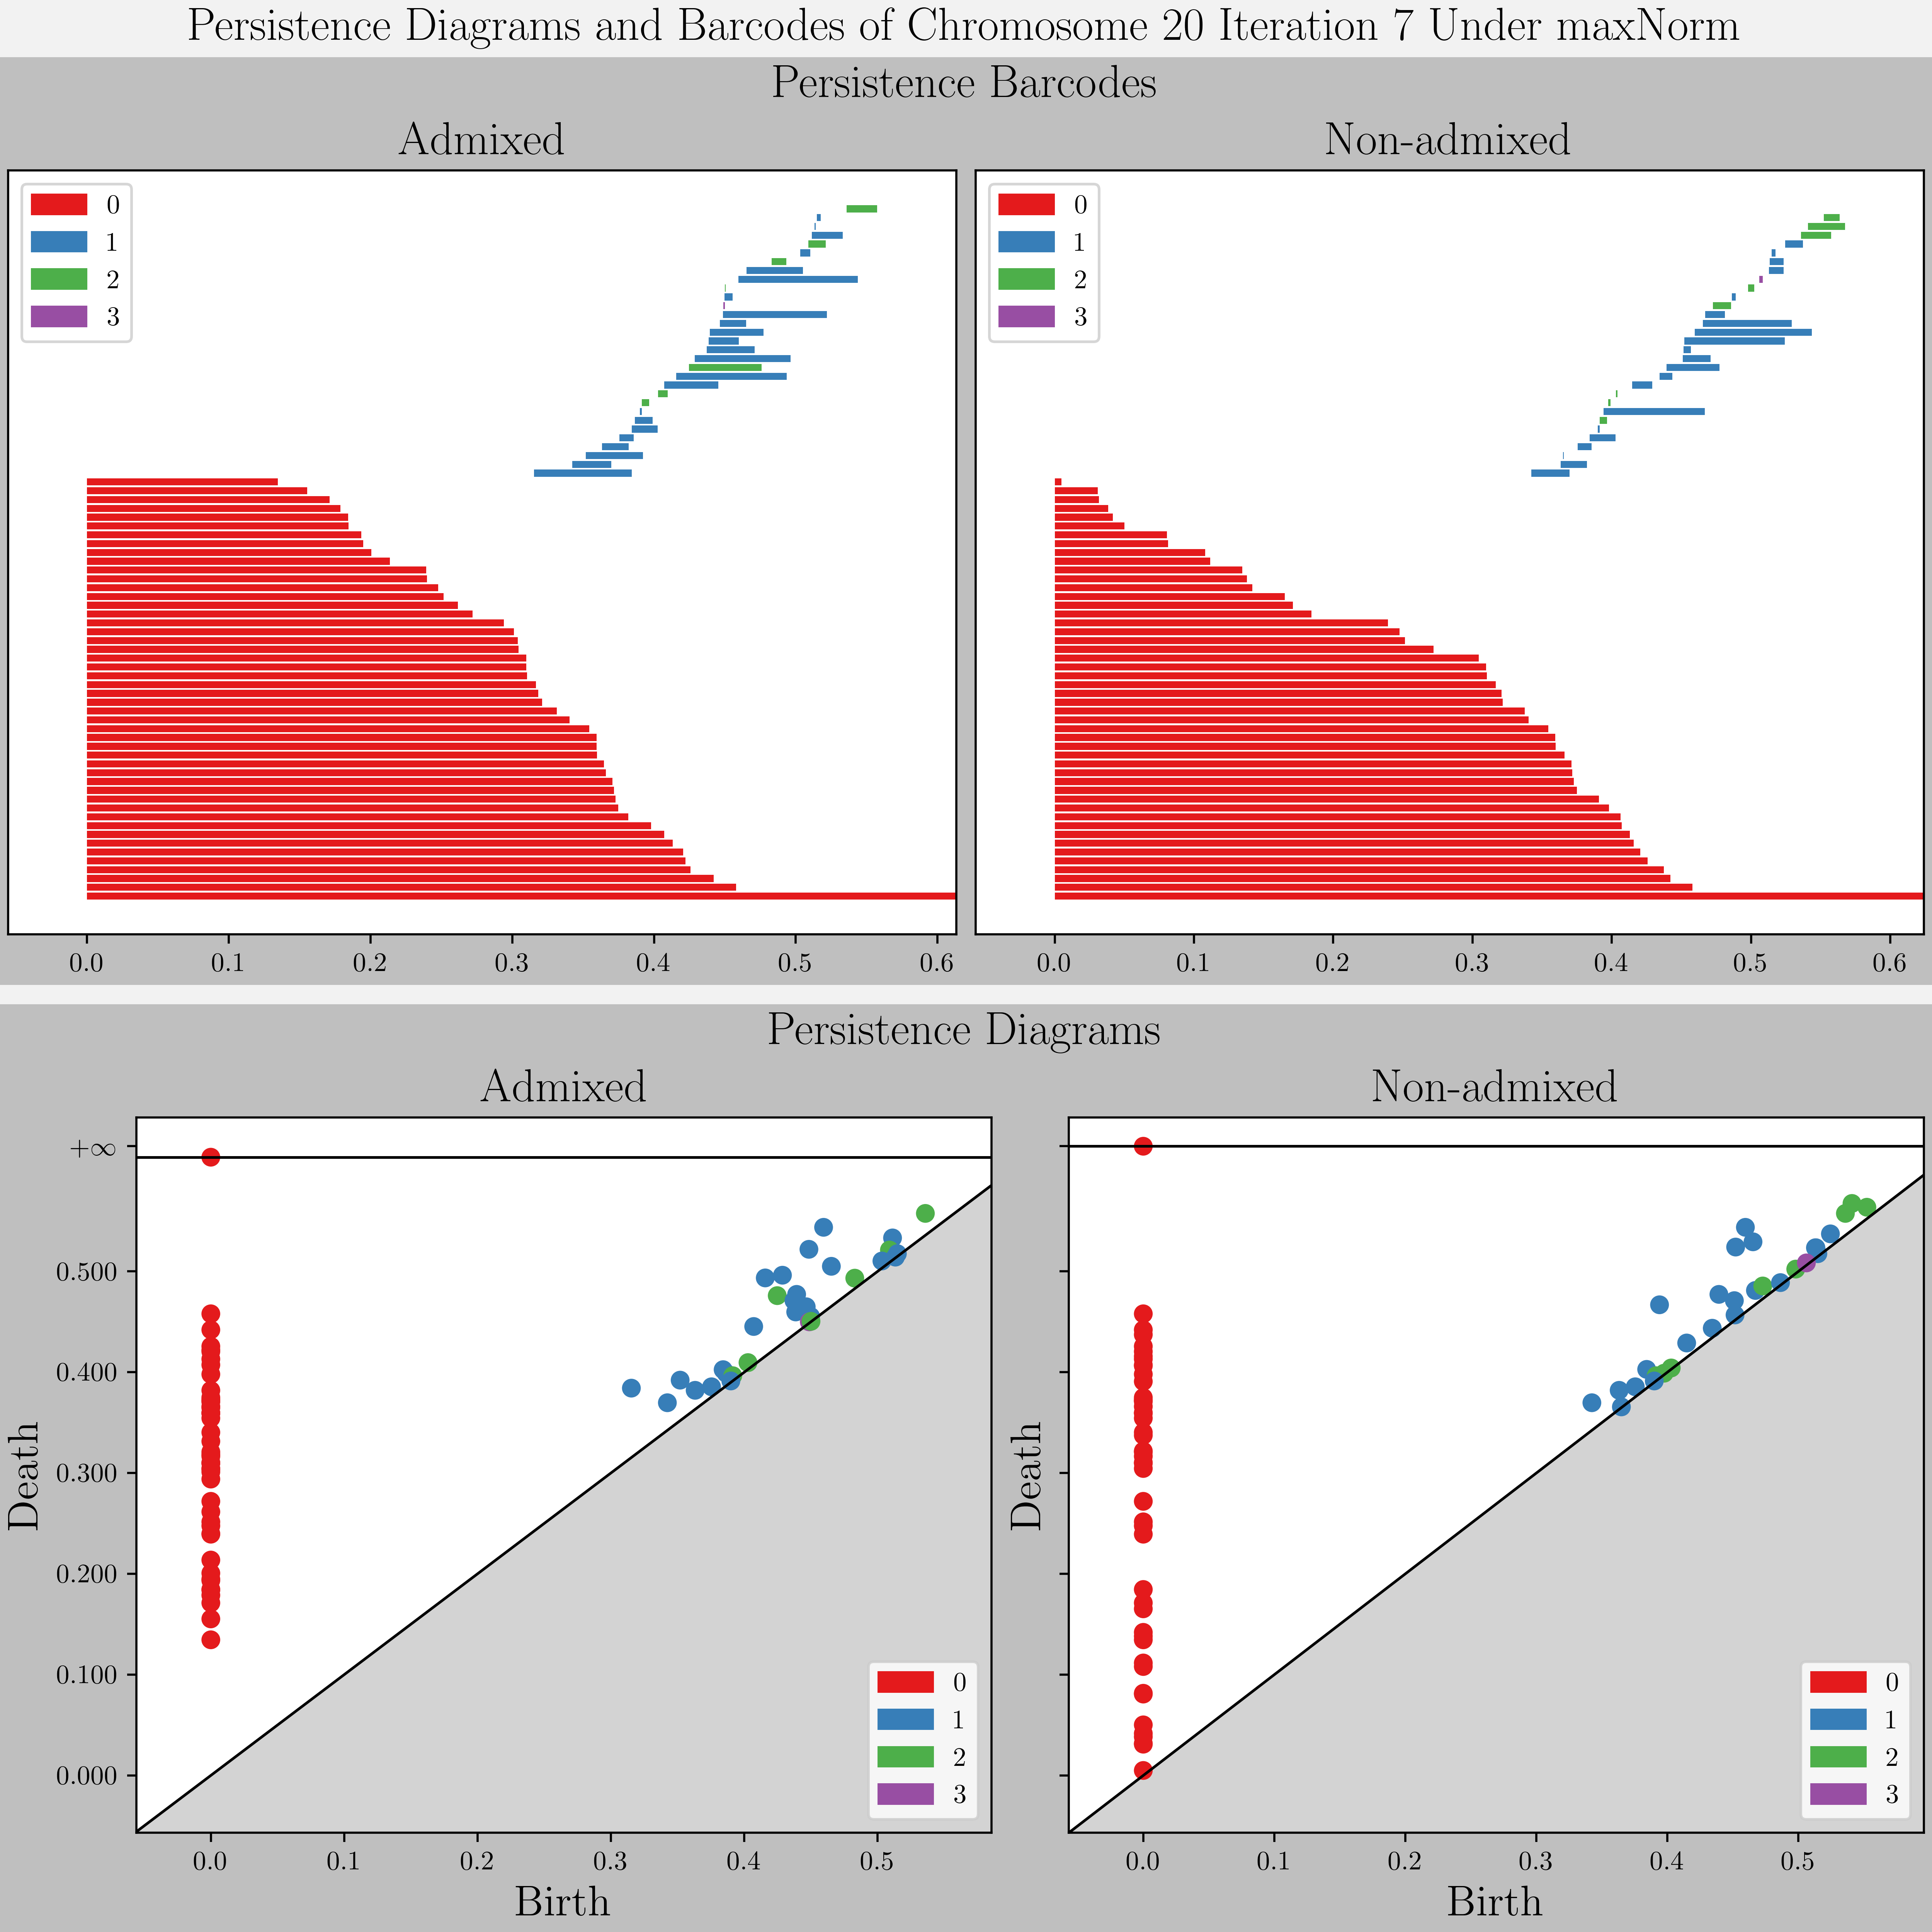 Persistence Diagrams and Barcodes of Chromosome 20 Iteration 7 Under maxNorm
Persistence Barcodes
Admixed
Non-admixed
0
1
2
3
0
1
2
3
0.0 0.1 0.2 0.3 0.4 0.5 0.6
0.0 0.1 0.2 0.3 0.4 0.5 0.6
Persistence Diagrams
Admixed
Non-admixed
+∞
0.500
0.400
0.300
0.200
0.100
0.000
Death
0
1
2
3
0.0 0.1 0.2 0.3 0.4 0.5
Birth
Death
0
1
2
3
0.0 0.1 0.2 0.3 0.4 0.5
Birth